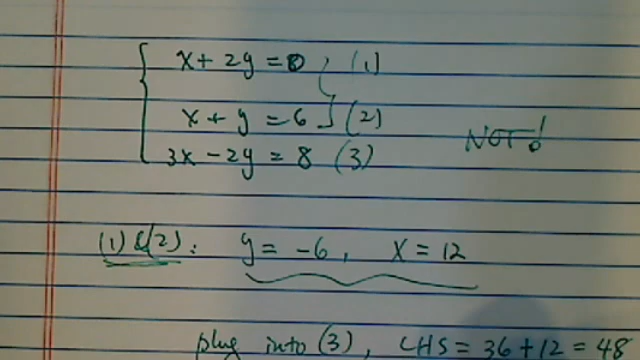 x + 2y = 0, (1)
x + y = 6 (2)
NOT!
3x - 2y = 8 (3)
(1) & (2): y = -6, x = 12
plug into (3), LHS = 36 + 12 = 48